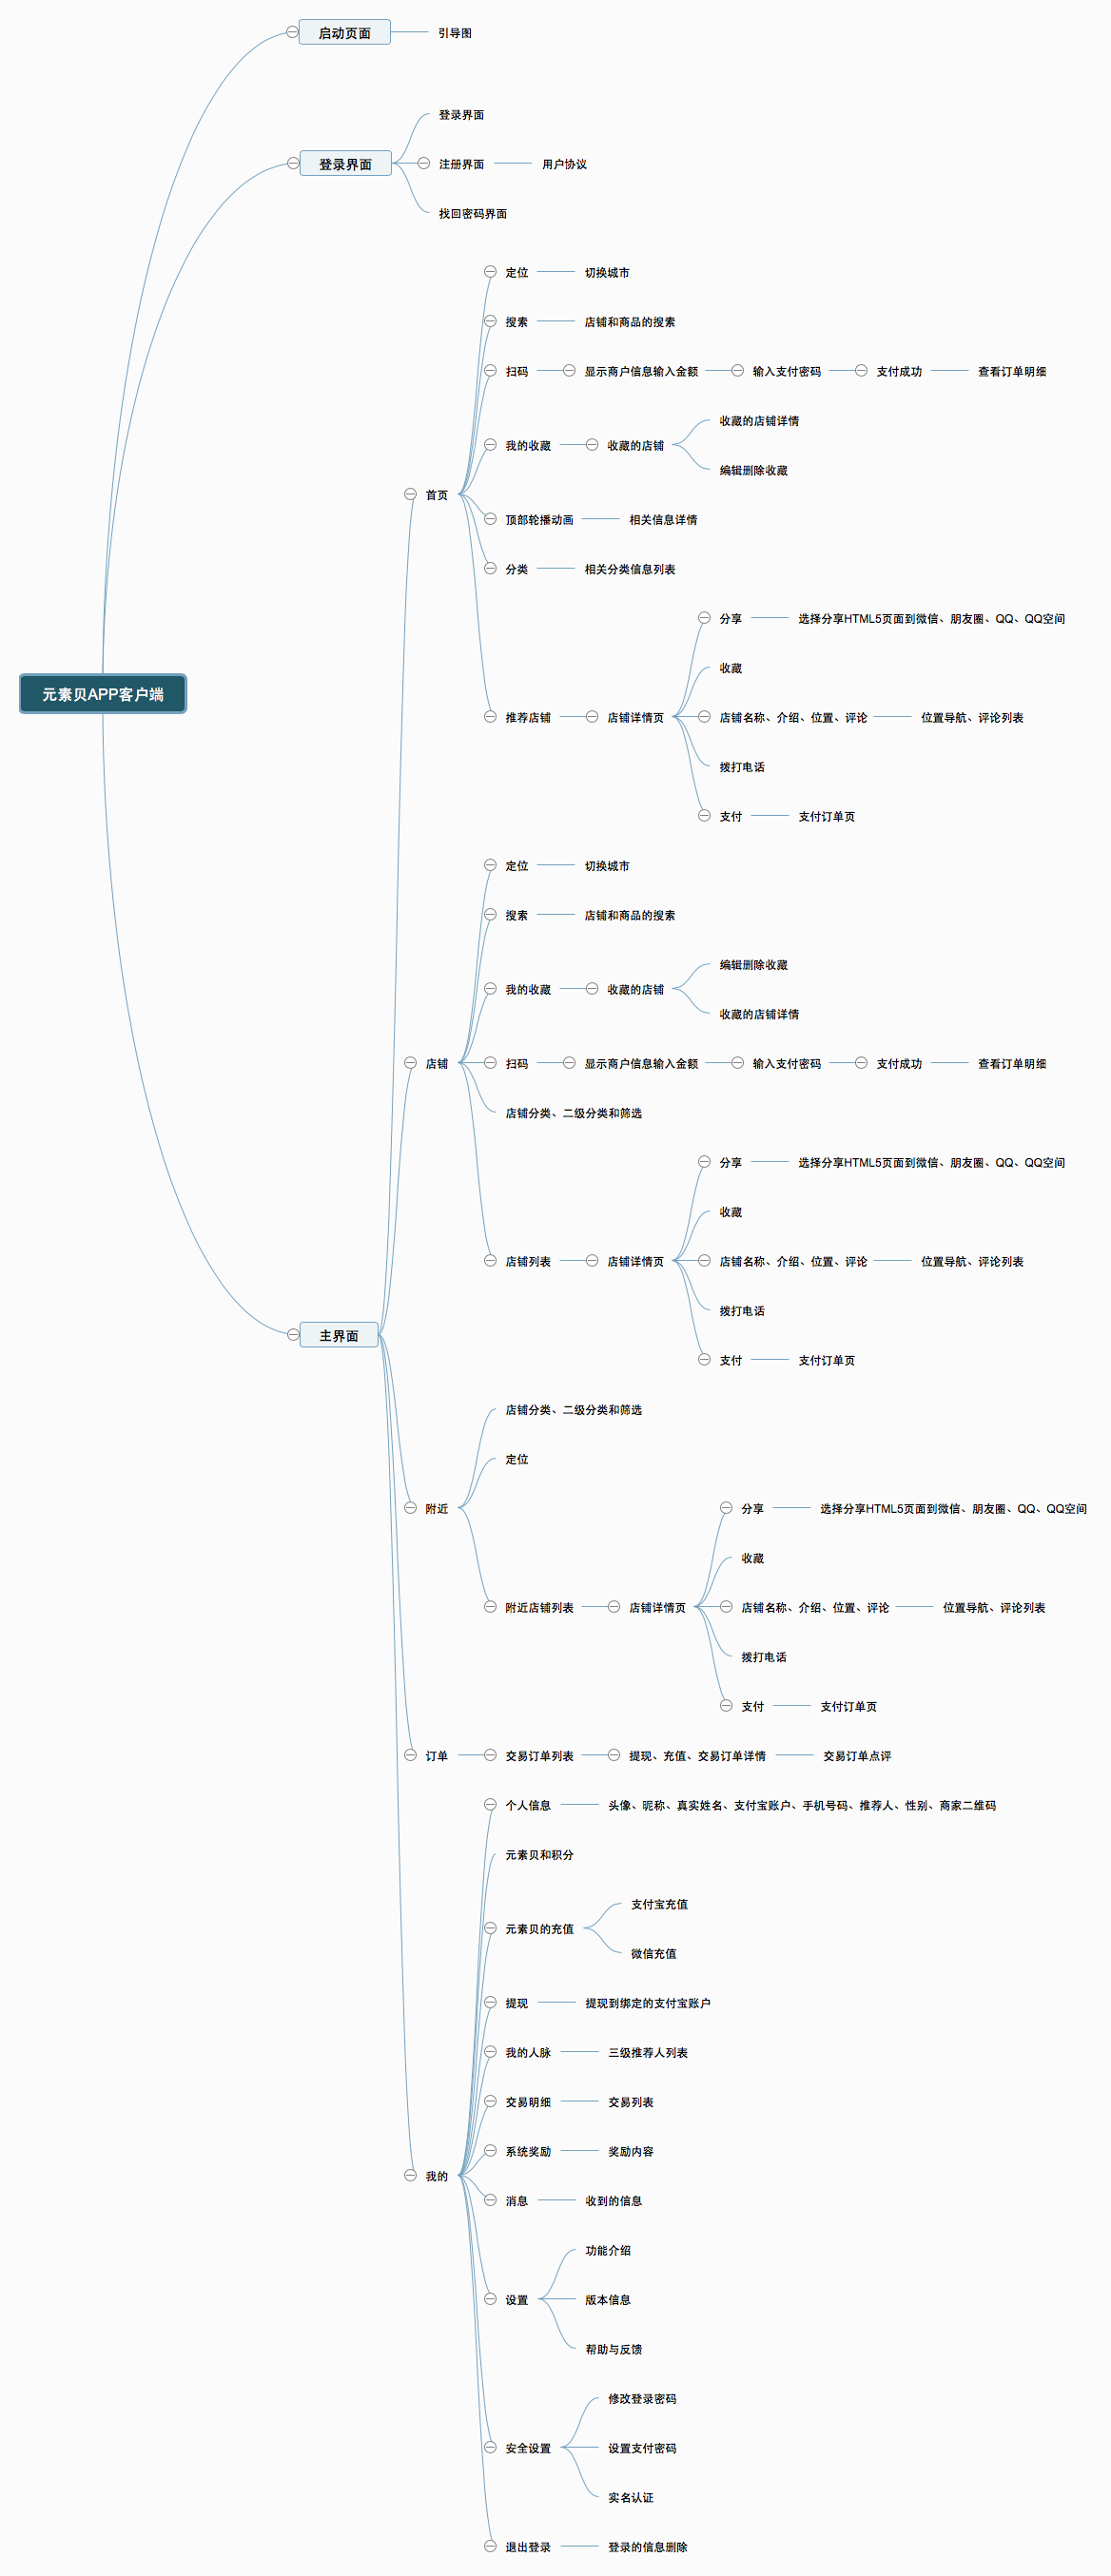 启动页面
引导图
登录界面
登录界面
注册界面
用户协议
找回密码界面
元素贝APP客户端
主界面
首页
定位
切换城市
搜索
店铺和商品的搜索
扫码
显示商户信息输入金额
输入支付密码
支付成功
查看订单明细
我的收藏
收藏的店铺
收藏的店铺详情
编辑删除收藏
顶部轮播动画
相关信息详情
分类
相关分类信息列表
推荐店铺
店铺详情页
分享
选择分享HTML5页面到微信、朋友圈、QQ、QQ空间
收藏
店铺名称、介绍、位置、评论
位置导航、评论列表
拨打电话
支付
支付订单页
店铺
定位
切换城市
搜索
店铺和商品的搜索
我的收藏
收藏的店铺
编辑删除收藏
收藏的店铺详情
扫码
显示商户信息输入金额
输入支付密码
支付成功
查看订单明细
店铺分类、二级分类和筛选
店铺列表
店铺详情页
分享
选择分享HTML5页面到微信、朋友圈、QQ、QQ空间
收藏
店铺名称、介绍、位置、评论
位置导航、评论列表
拨打电话
支付
支付订单页
附近
店铺分类、二级分类和筛选
定位
附近店铺列表
店铺详情页
分享
选择分享HTML5页面到微信、朋友圈、QQ、QQ空间
收藏
店铺名称、介绍、位置、评论
位置导航、评论列表
拨打电话
支付
支付订单页
订单
交易订单列表
提现、充值、交易订单详情
交易订单点评
我的
个人信息
头像、昵称、真实姓名、支付宝账户、手机号码、推荐人、性别、商家二维码
元素贝和积分
元素贝的充值
支付宝充值
微信充值
提现
提现到绑定的支付宝账户
我的人脉
三级推荐人列表
交易明细
交易列表
系统奖励
奖励内容
消息
收到的信息
设置
功能介绍
版本信息
帮助与反馈
安全设置
修改登录密码
设置支付密码
实名认证
退出登录
登录的信息删除